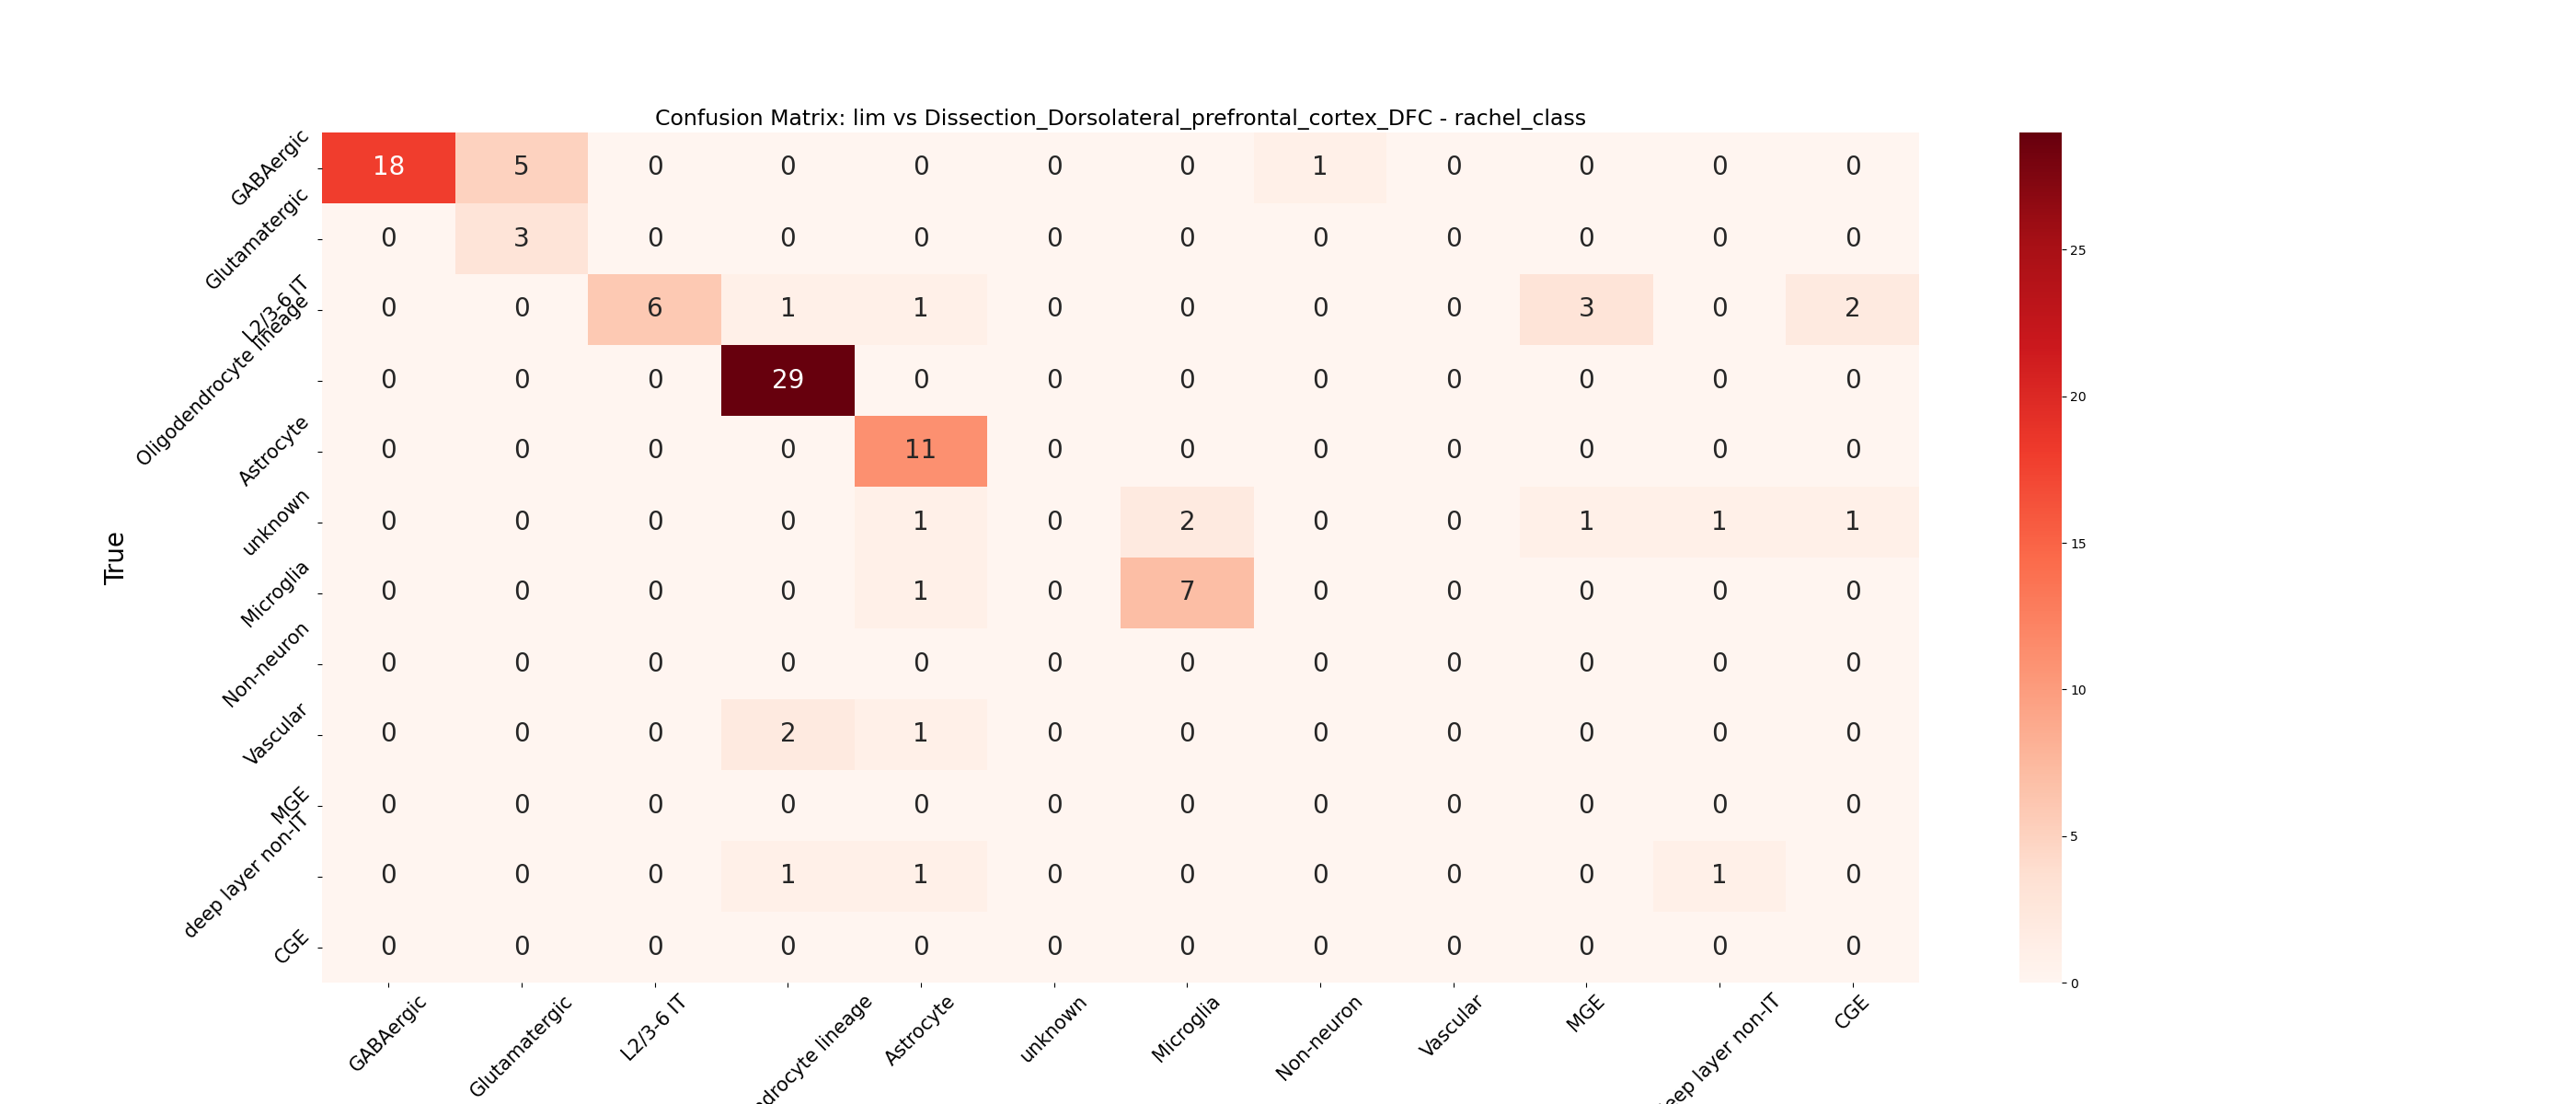 Confusion Matrix: lim vs Dissection_Dorsolateral_prefrontal_cortex_DFC - rachel_class
True
GABAergic 18 5 0 0 0 0 0 1 0 0 0 0
Glutamatergic 0 3 0 0 0 0 0 0 0 0 0 0
L2/3-6 IT 0 0 6 1 1 0 0 0 0 3 0 2
Oligodendrocyte lineage 0 0 0 29 0 0 0 0 0 0 0 0
Astrocyte 0 0 0 0 11 0 0 0 0 0 0 0
unknown 0 0 0 0 1 0 2 0 0 1 1 1
Microglia 0 0 0 0 1 0 7 0 0 0 0 0
Non-neuron 0 0 0 0 0 0 0 0 0 0 0 0
Vascular 0 0 0 2 1 0 0 0 0 0 0 0
MGE 0 0 0 0 0 0 0 0 0 0 0 0
deep layer non-IT 0 0 0 1 1 0 0 0 0 0 1 0
CGE 0 0 0 0 0 0 0 0 0 0 0 0
GABAergic Glutamatergic L2/3-6 IT ndrocyte lineage Astrocyte unknown Microglia Non-neuron Vascular MGE eep layer non-IT CGE
25
20
15
10
5
0